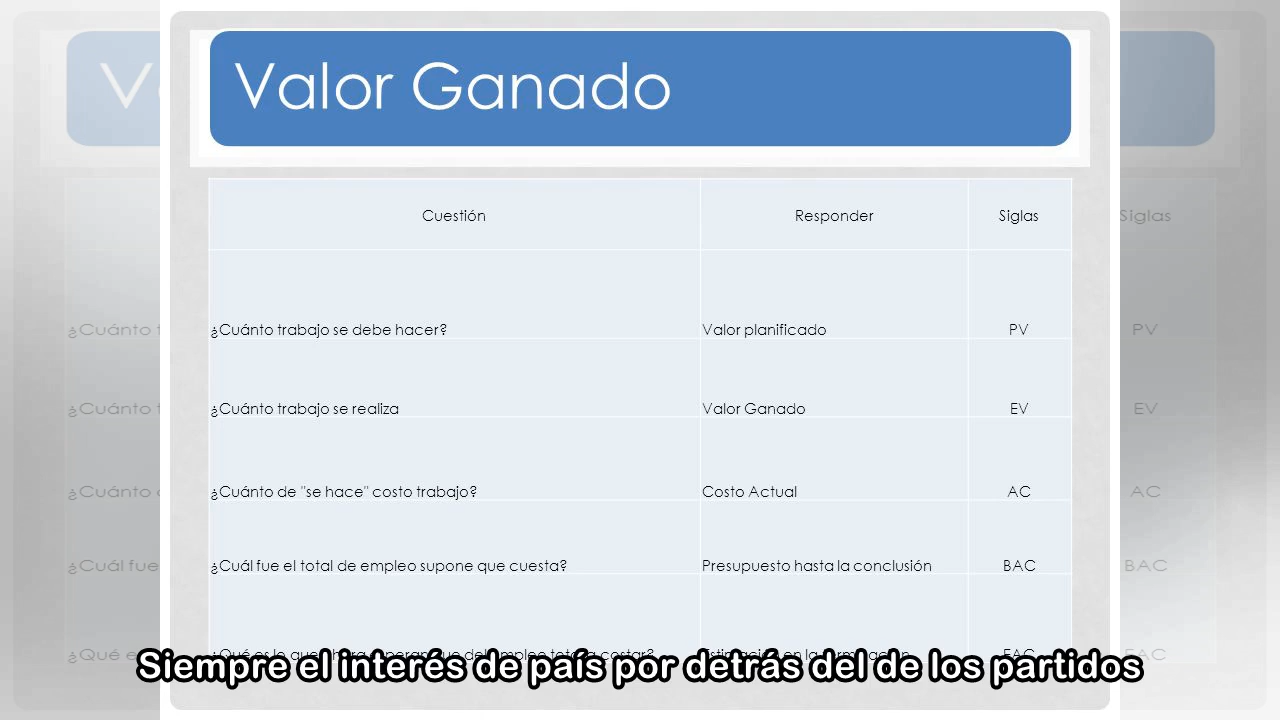 Valor Ganado
Cuestión Responder Siglas
¿Cuánto trabajo se debe hacer? Valor planificado PV
¿Cuánto trabajo se realiza Valor Ganado EV
¿Cuánto de "se hace" costo trabajo? Costo Actual AC
¿Cuál fue el total de empleo supone que cuesta? Presupuesto hasta la conclusión BAC
EAC
Siempre el interés de país por detrás del de los partidos